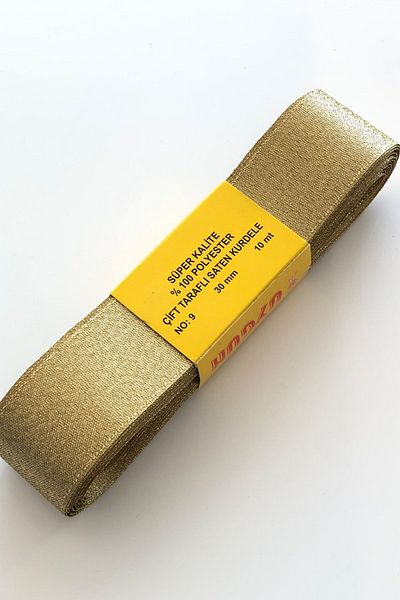 SÜPER KALİTE
% 100 POLYESTER
ÇİFT TARAFLI SATEN KURDELE
NO: 9 30 mm 10 mt